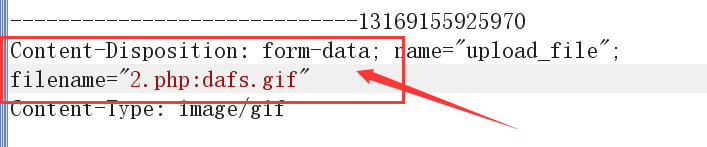 -----------------------------13169155925970
Content-Disposition: form-data; name="upload_file";
filename="2.php:dafs.gif"
Content-Type: image/gif